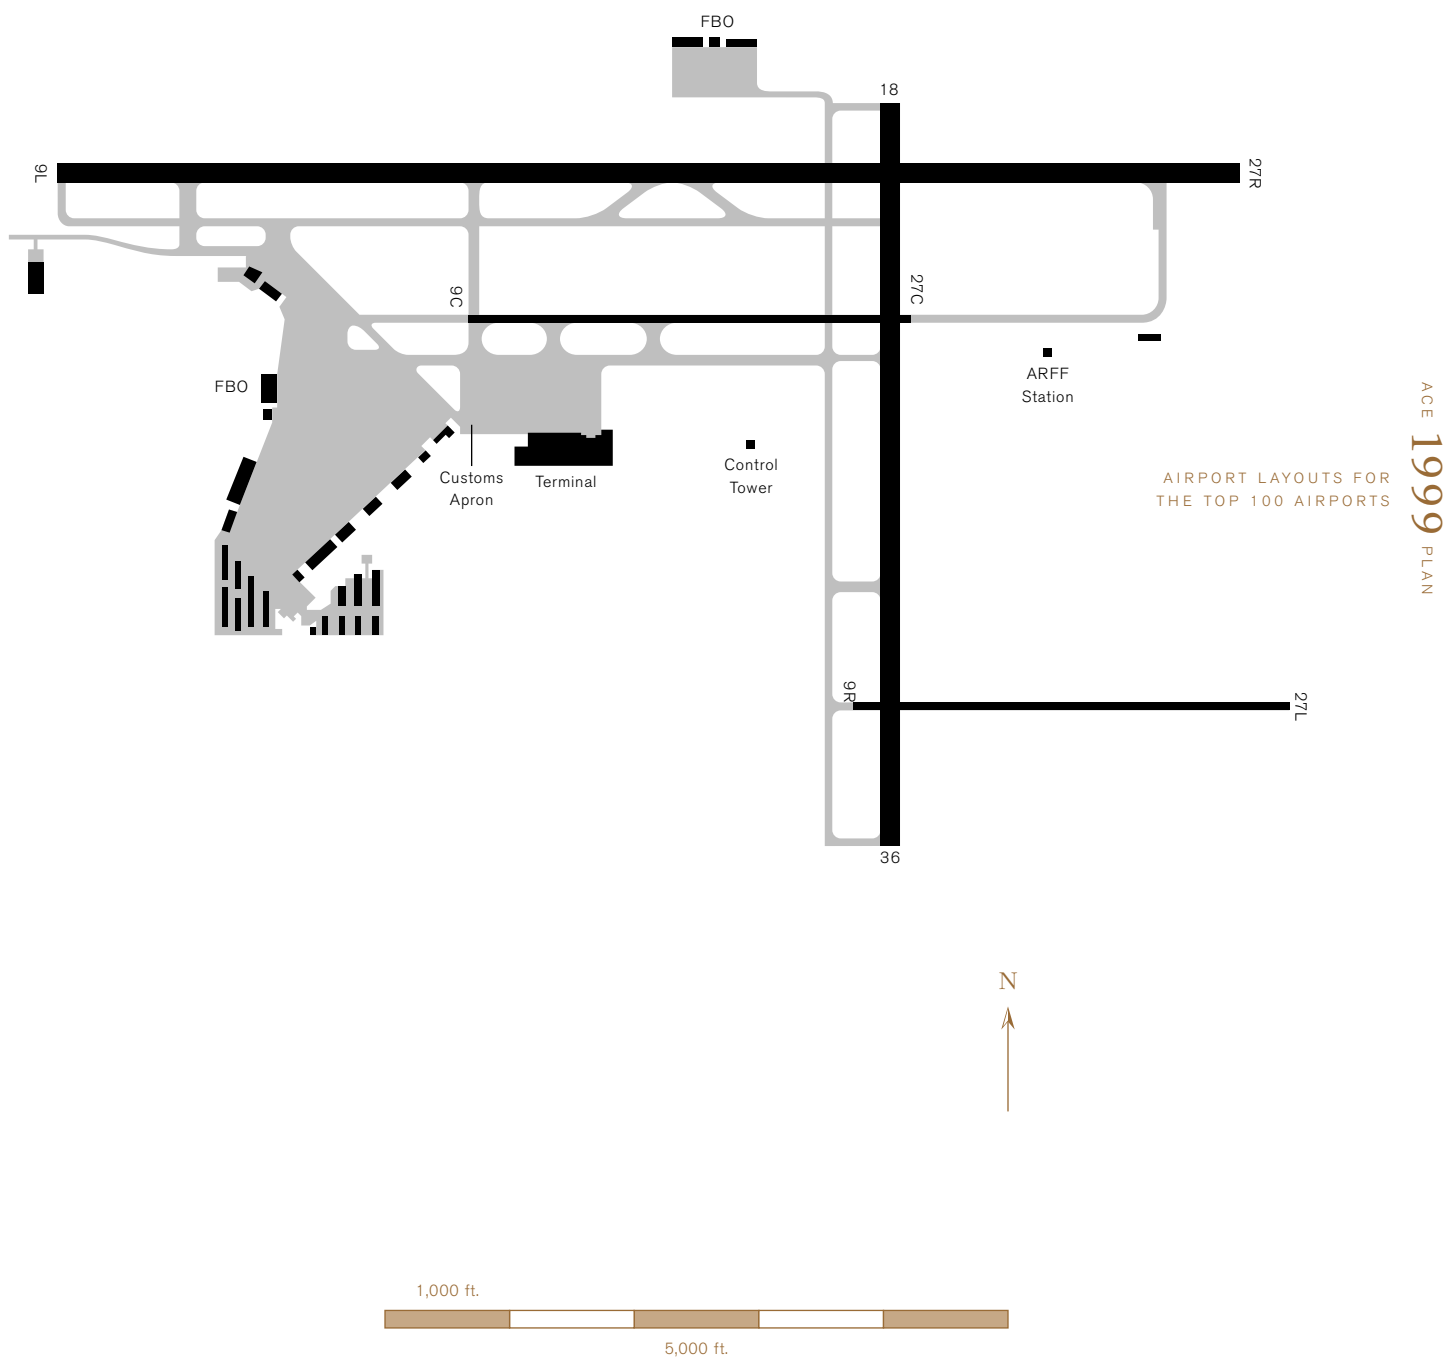 FBO
18
9L
27R
9C
27C
FBO
ARFF
Station
Control
Tower
Customs
Apron
Terminal
ACE 1999 PLAN
AIRPORT LAYOUTS FOR
THE TOP 100 AIRPORTS
9R
27L
36
N
1,000 ft.
5,000 ft.